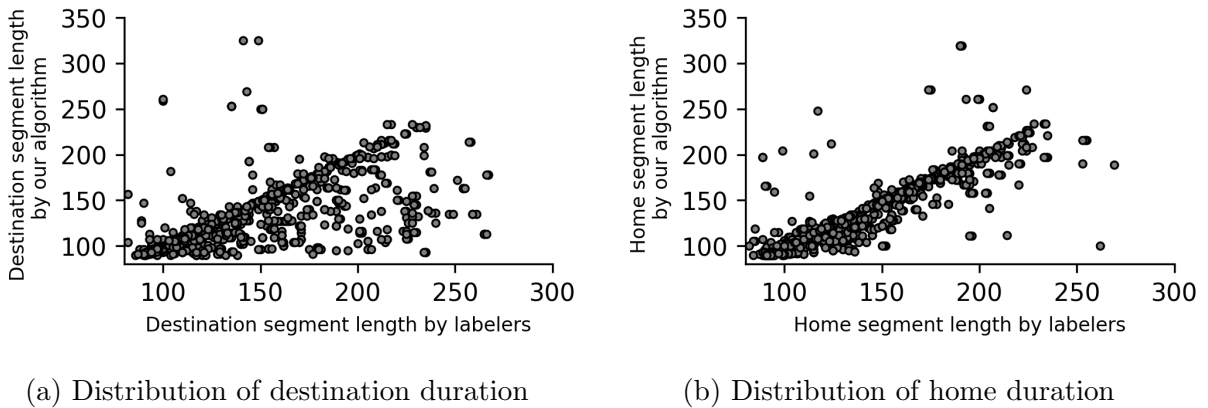 Destination segment length
by our algorithm
350
300
250
200
150
100
100 150 200 250 300
Destination segment length by labelers
(a) Distribution of destination duration
Home segment length
by our algorithm
350
300
250
200
150
100
100 150 200 250 300
Home segment length by labelers
(b) Distribution of home duration